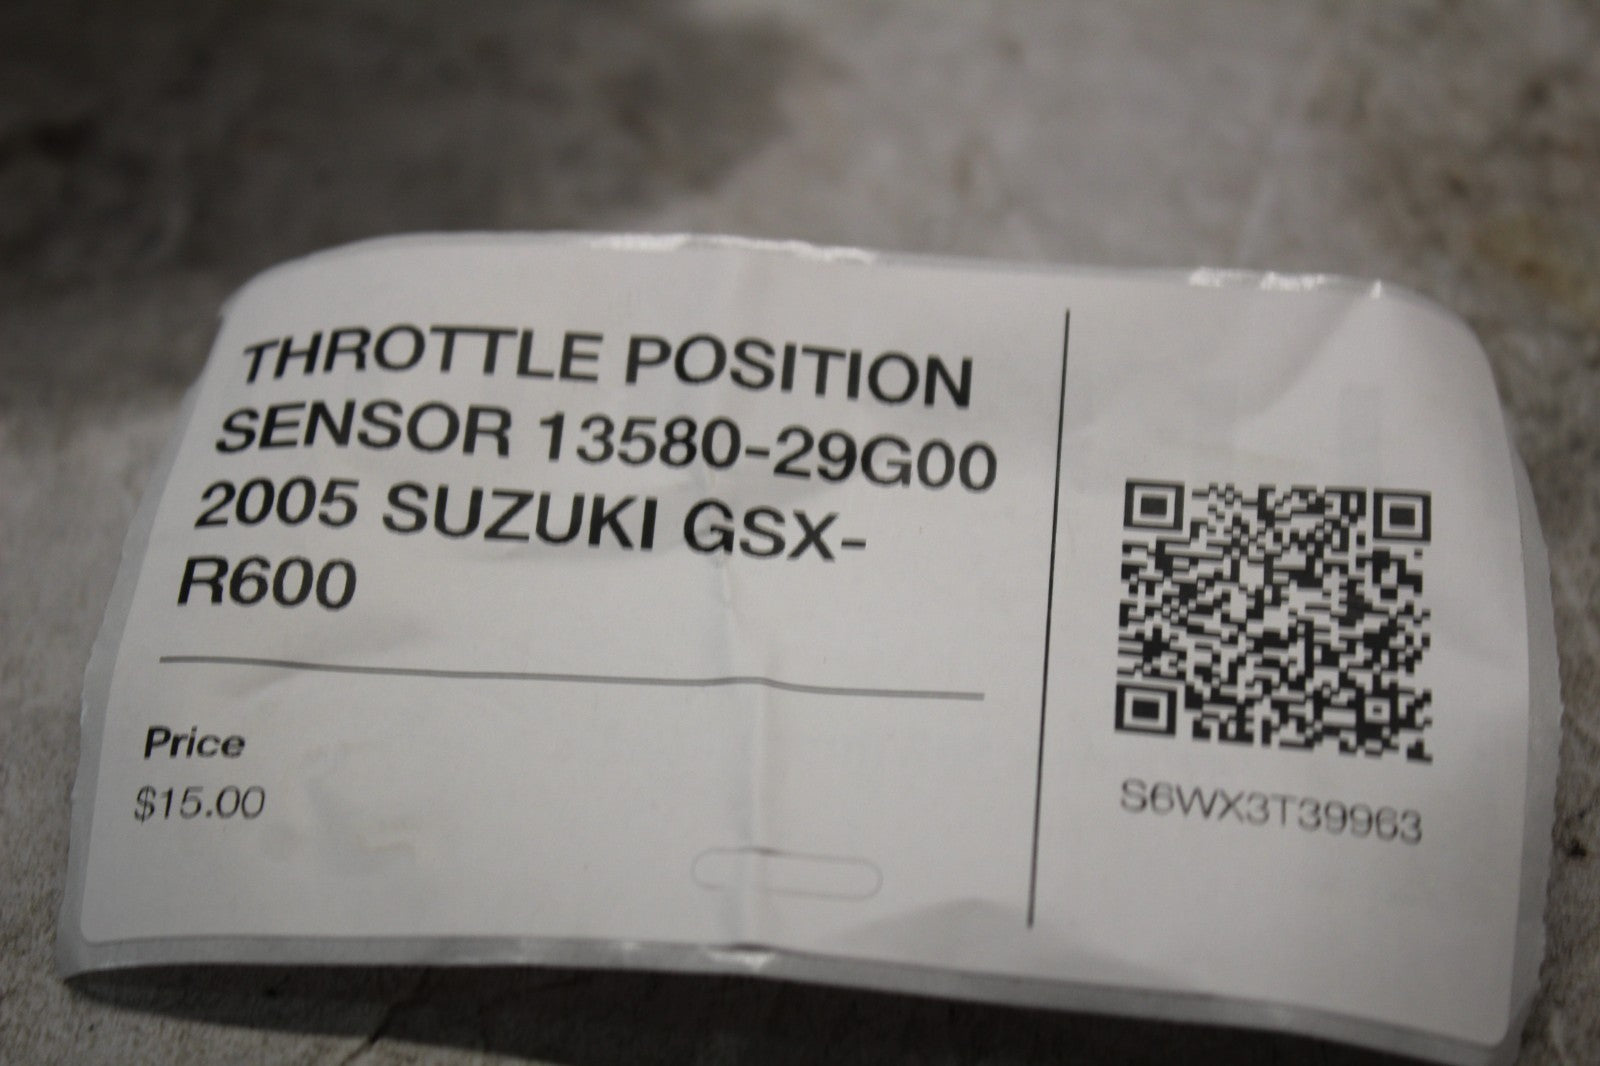 THROTTLE POSITION
SENSOR 13580-29G00
2005 SUZUKI GSX-
R600
Price
$15.00
S6WX3T39963